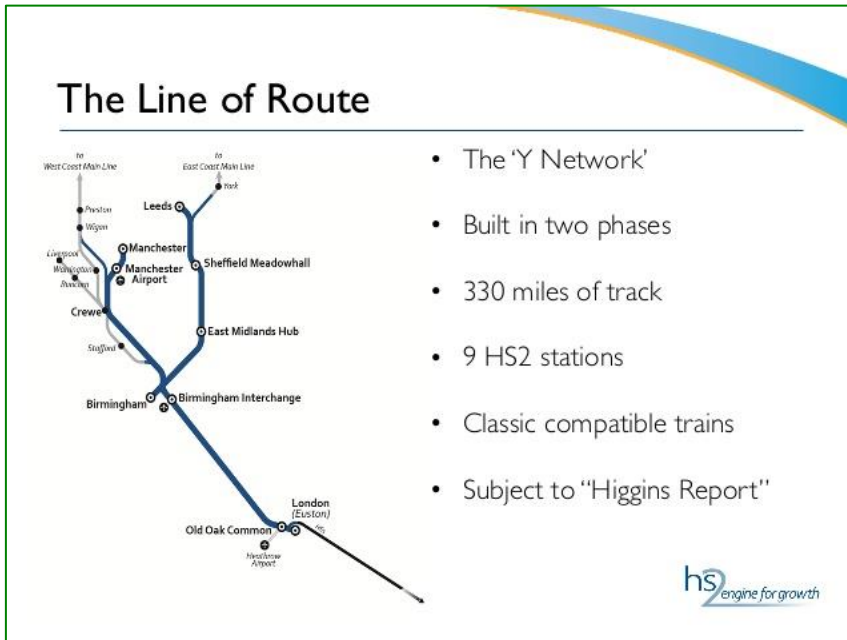 The Line of Route
to
West Coast Main Line
to
East Coast Main Line
York
Leeds
Preston
Wigan
Manchester
Liverpool
Warrington
Manchester
Airport
Sheffield Meadowhall
Runcorn
Crewe
East Midlands Hub
Stafford
Birmingham
Birmingham Interchange
London
(Euston)
Old Oak Common
HS1
Heathrow
Airport
• The ‘Y Network’
• Built in two phases
• 330 miles of track
• 9 HS2 stations
• Classic compatible trains
• Subject to “Higgins Report”
hs2 engine for growth